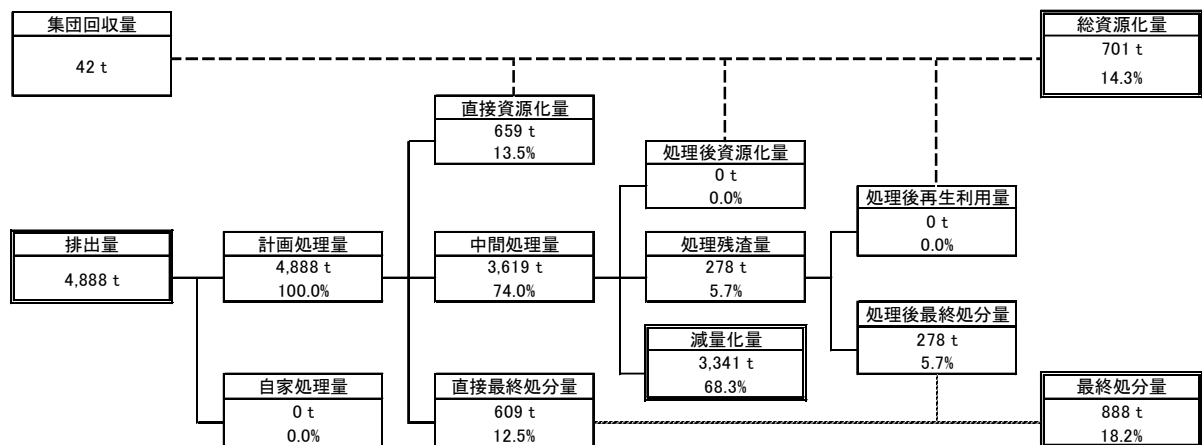 集団回収量
42 t
総資源化量
701 t
14.3%
直接資源化量
659 t
13.5%
処理後資源化量
0 t
0.0%
処理後再生利用量
0 t
0.0%
排出量
4,888 t
計画処理量
4,888 t
100.0%
中間処理量
3,619 t
74.0%
処理残渣量
278 t
5.7%
処理後最終処分量
278 t
5.7%
減量化量
3,341 t
68.3%
自家処理量
0 t
0.0%
直接最終処分量
609 t
12.5%
最終処分量
888 t
18.2%